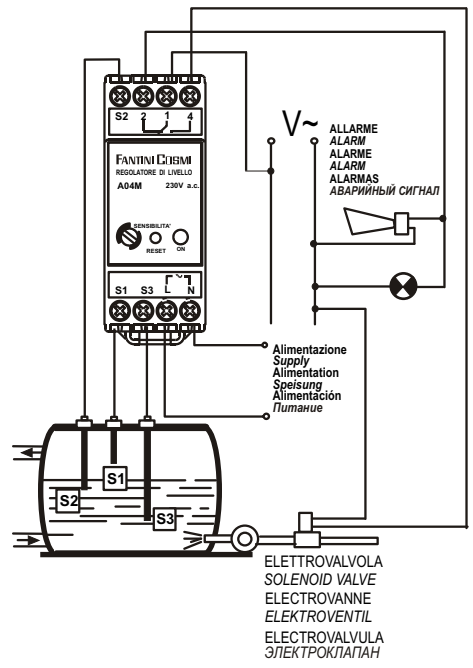 S2 2 1 4
V~
ALLARME
ALARM
ALARME
ALARM
ALARMAS
АВАРИЙНЫЙ СИГНАЛ
FANTINI COSMI
REGOLATORE DI LIVELLO
A04M 230V a.c.
SENSIBILITA'
RESET ON
S1 S3 L N
~
Alimentazione
Supply
Alimentation
Speisung
Alimentación
Питание
S1
S2
S3
ELETTROVALVOLA
SOLENOID VALVE
ELECTROVANNE
ELEKTROVENTIL
ELECTROVALVULA
ЭЛЕКТРОКЛАПАН